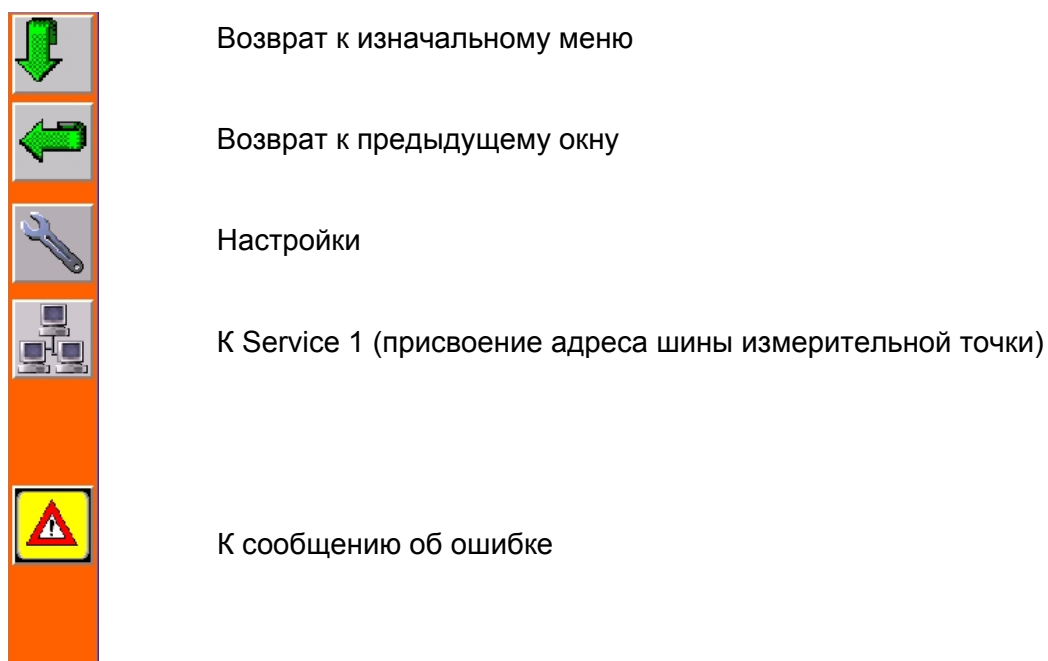 Возврат к изначальному меню
Возврат к предыдущему окну
Настройки
К Service 1 (присвоение адреса шины измерительной точки)
К сообщению об ошибке